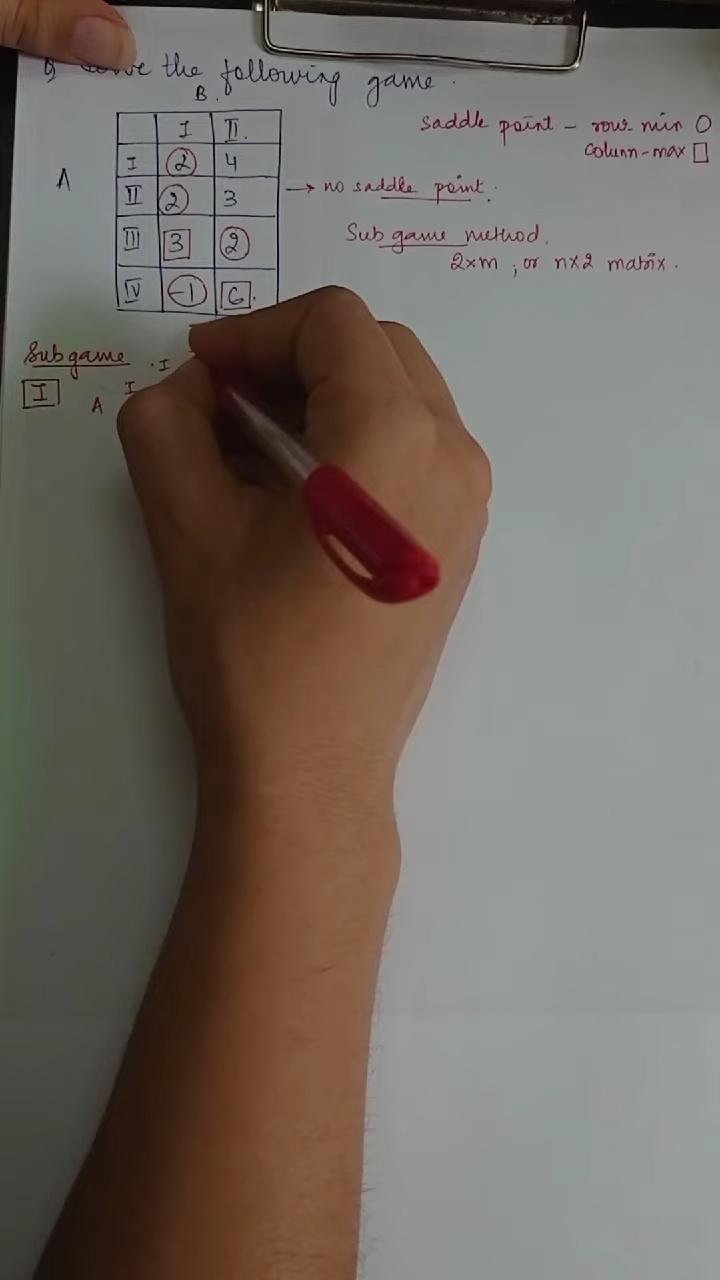 the following game.
B.
saddle point - row min O
column-max □
I II.
A I 2 4
II 2 3
→ no saddle point.
III 3 2
Sub game method.
2×m, or n×2 matrix.
IV -1 6.
Subgame . I
I
A I